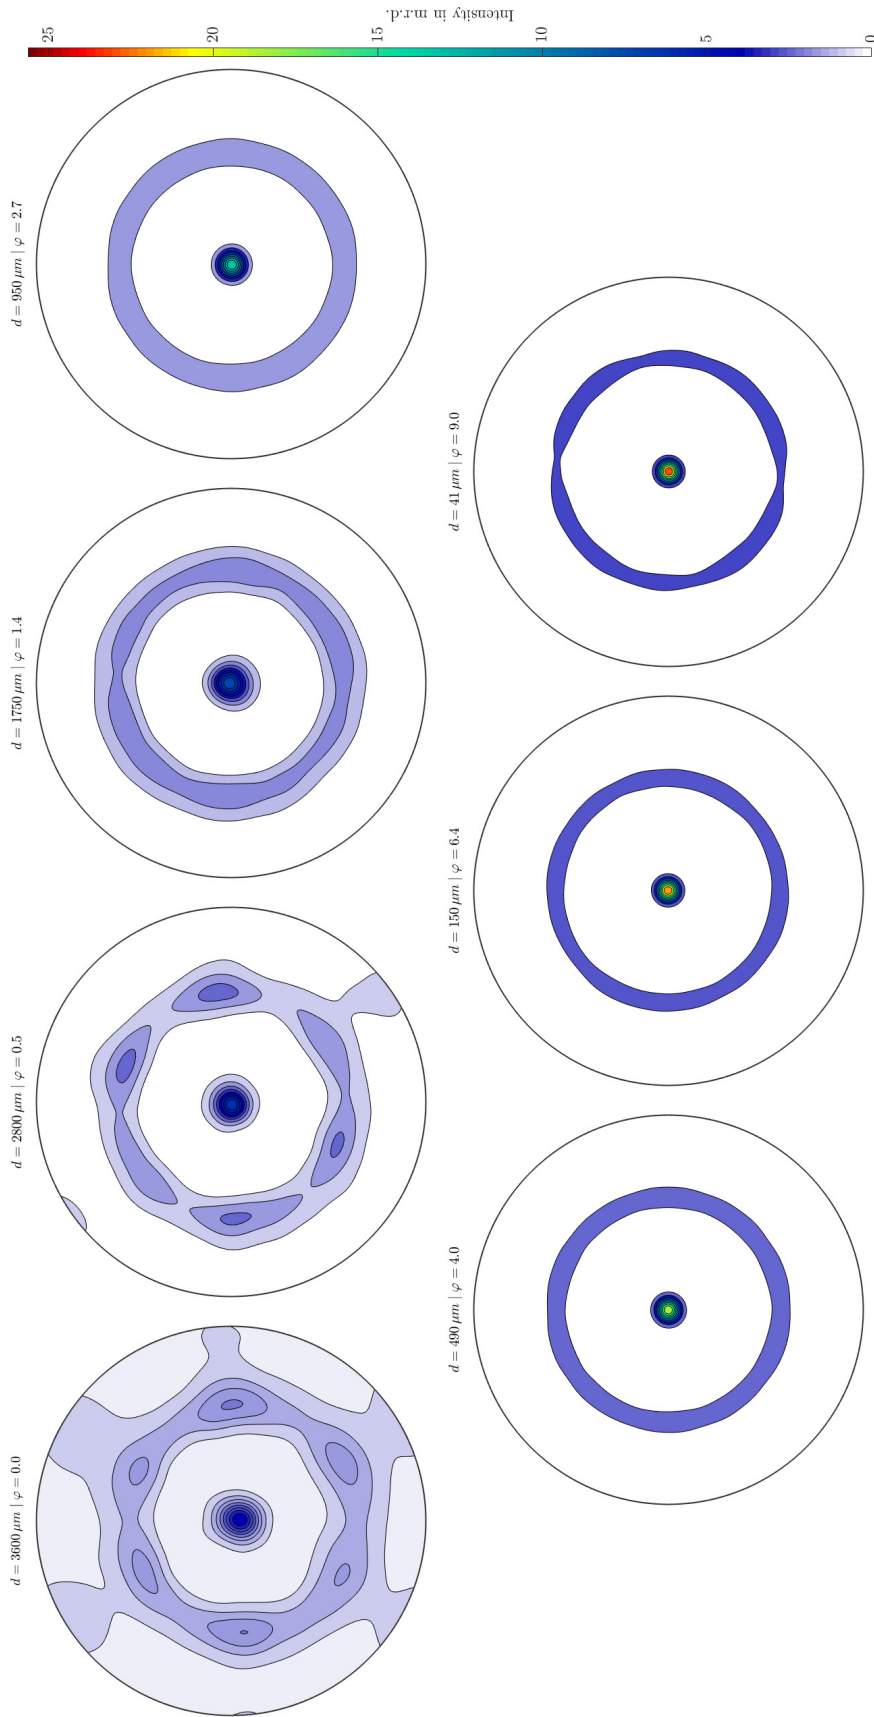 d = 3600 μm | φ = 0.0
d = 2800 μm | φ = 0.5
d = 1750 μm | φ = 1.4
d = 950 μm | φ = 2.7
d = 490 μm | φ = 4.0
d = 150 μm | φ = 6.4
d = 41 μm | φ = 9.0
0
5
10
15
20
25
Intensity in m.r.d.